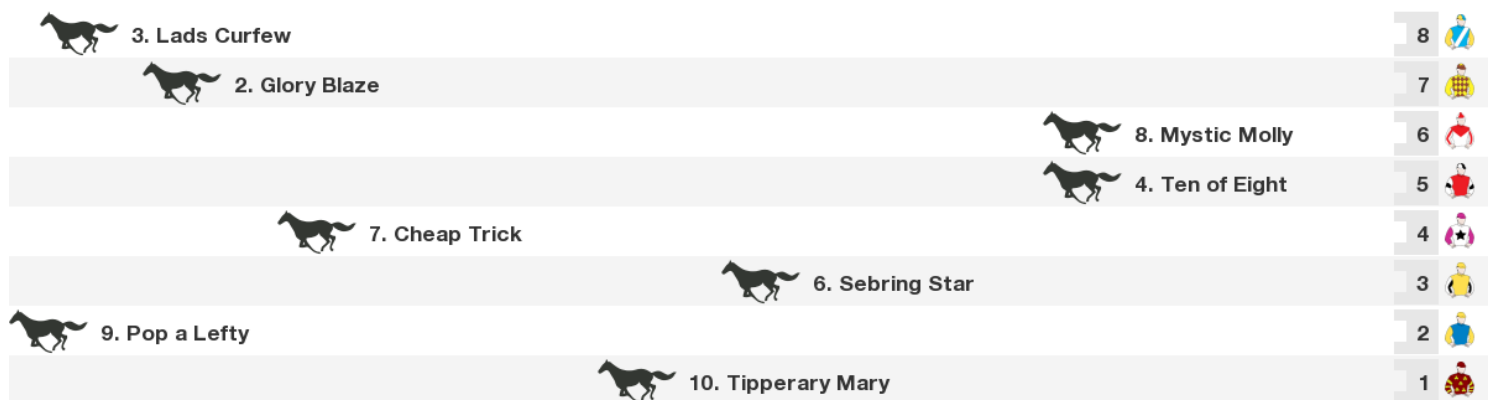 3. Lads Curfew 8
2. Glory Blaze 7
8. Mystic Molly 6
4. Ten of Eight 5
7. Cheap Trick 4
6. Sebring Star 3
9. Pop a Lefty 2
10. Tipperary Mary 1